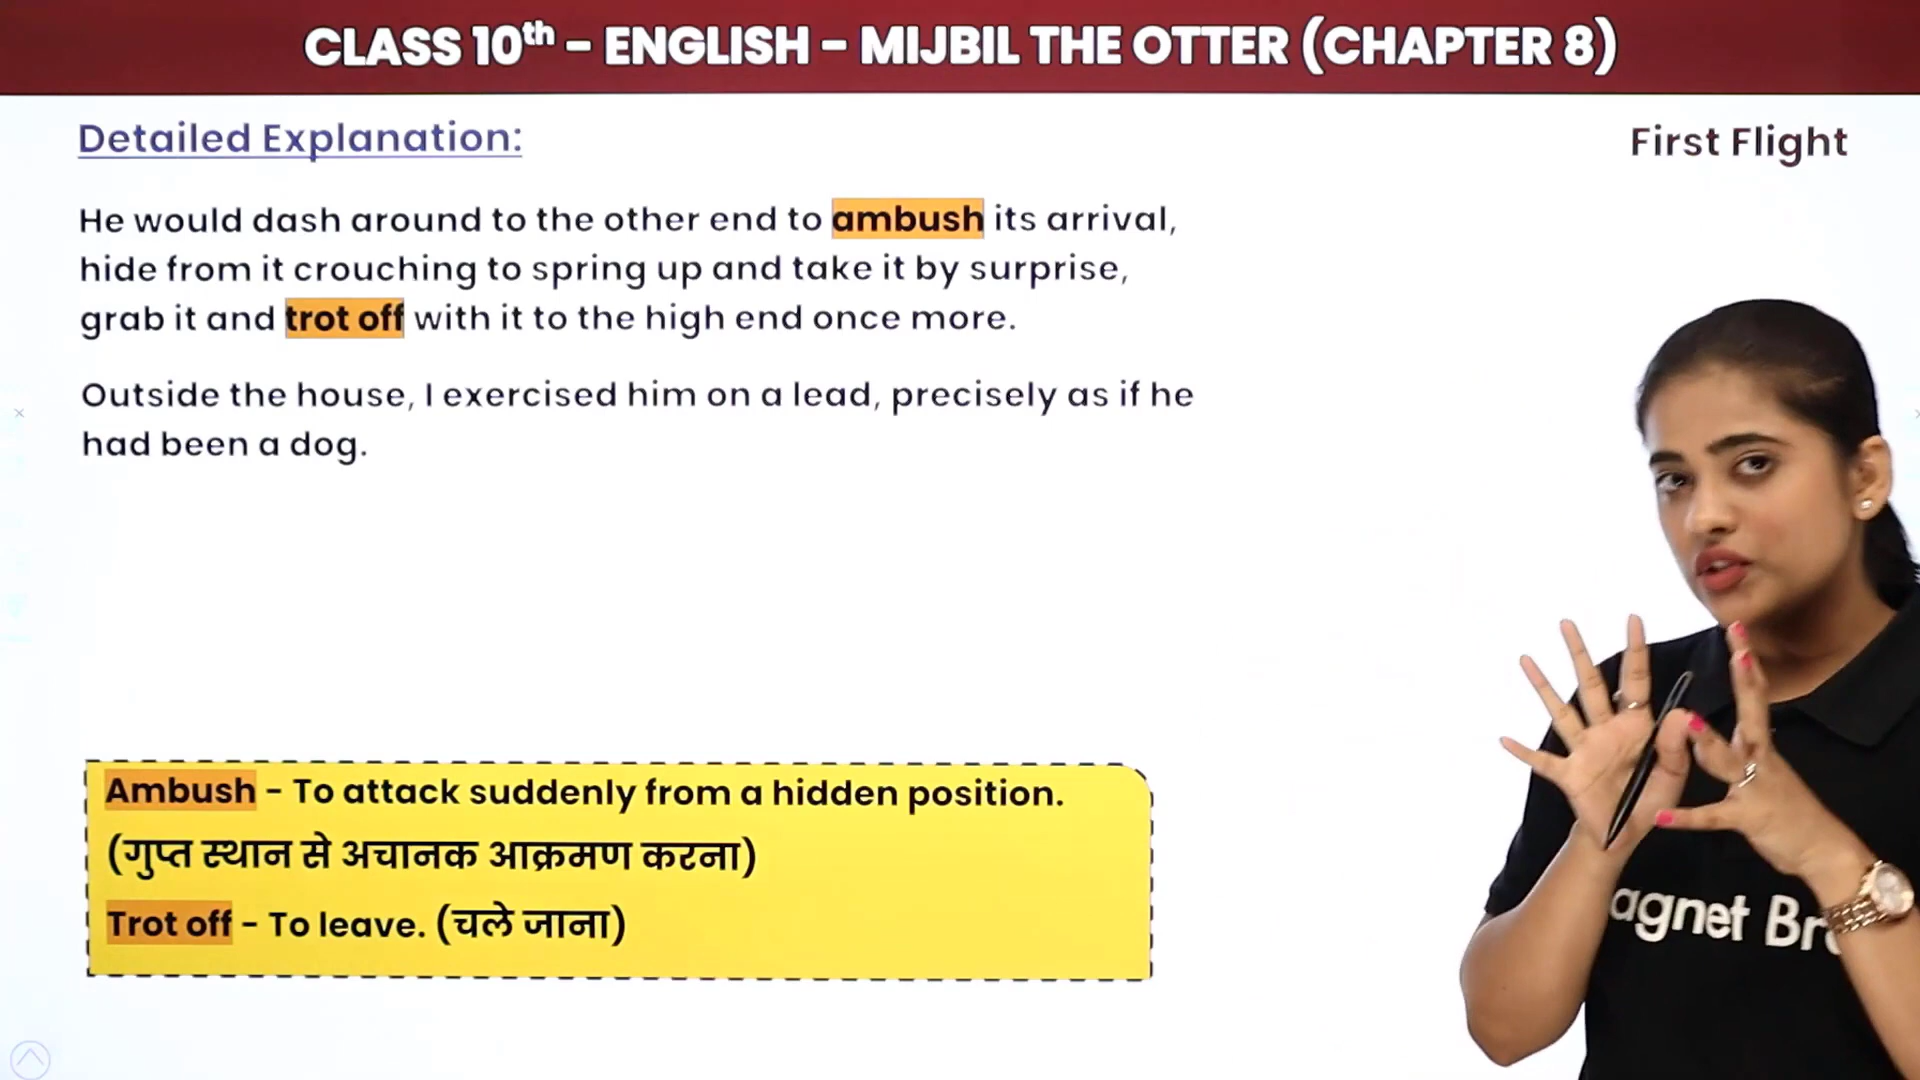 CLASS 10th – ENGLISH – MIJBIL THE OTTER (CHAPTER 8)
Detailed Explanation:
First Flight
He would dash around to the other end to ambush its arrival,
hide from it crouching to spring up and take it by surprise,
grab it and trot off with it to the high end once more.
Outside the house, I exercised him on a lead, precisely as if he
had been a dog.
Ambush – To attack suddenly from a hidden position.
(गुप्त स्थान से अचानक आक्रमण करना)
Trot off – To leave. (चले जाना)
agnet Br